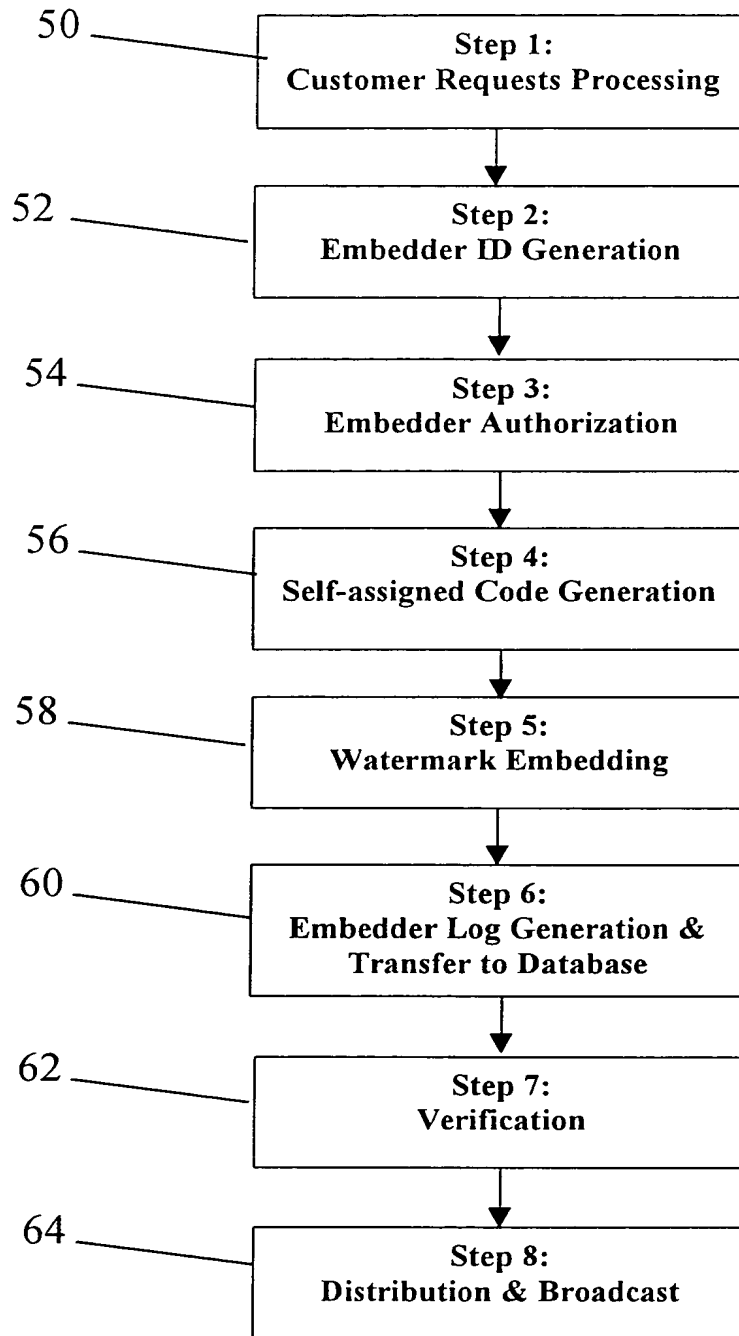 50
Step 1:
Customer Requests Processing
52
Step 2:
Embedder ID Generation
54
Step 3:
Embedder Authorization
56
Step 4:
Self-assigned Code Generation
58
Step 5:
Watermark Embedding
60
Step 6:
Embedder Log Generation &
Transfer to Database
62
Step 7:
Verification
64
Step 8:
Distribution & Broadcast